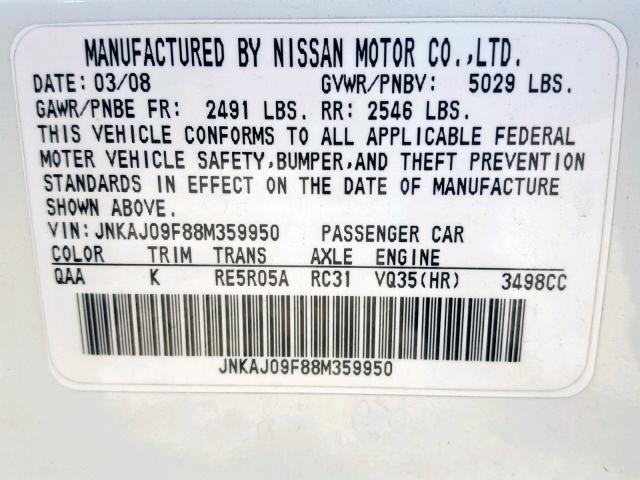 MANUFACTURED BY NISSAN MOTOR CO.,LTD.
DATE: 03/08 GVWR/PNBV: 5029 LBS.
GAWR/PNBE FR: 2491 LBS. RR: 2546 LBS.
THIS VEHICLE CONFORMS TO ALL APPLICABLE FEDERAL
MOTER VEHICLE SAFETY,BUMPER,AND THEFT PREVENTION
STANDARDS IN EFFECT ON THE DATE OF MANUFACTURE
SHOWN ABOVE.
VIN: JNKAJ09F88M359950 PASSENGER CAR
COLOR TRIM TRANS AXLE ENGINE
QAA K RE5R05A RC31 VQ35(HR) 3498CC
JNKAJ09F88M359950